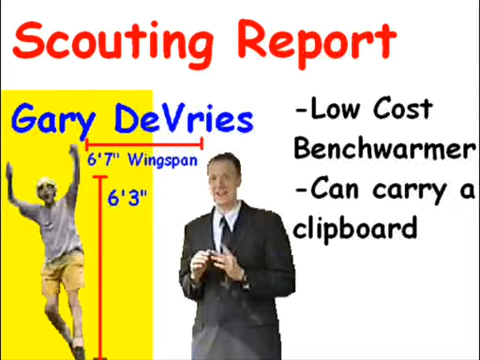 Scouting Report
Gary DeVries
6'7" Wingspan
6'3"
-Low Cost
Benchwarmer
-Can carry a
clipboard